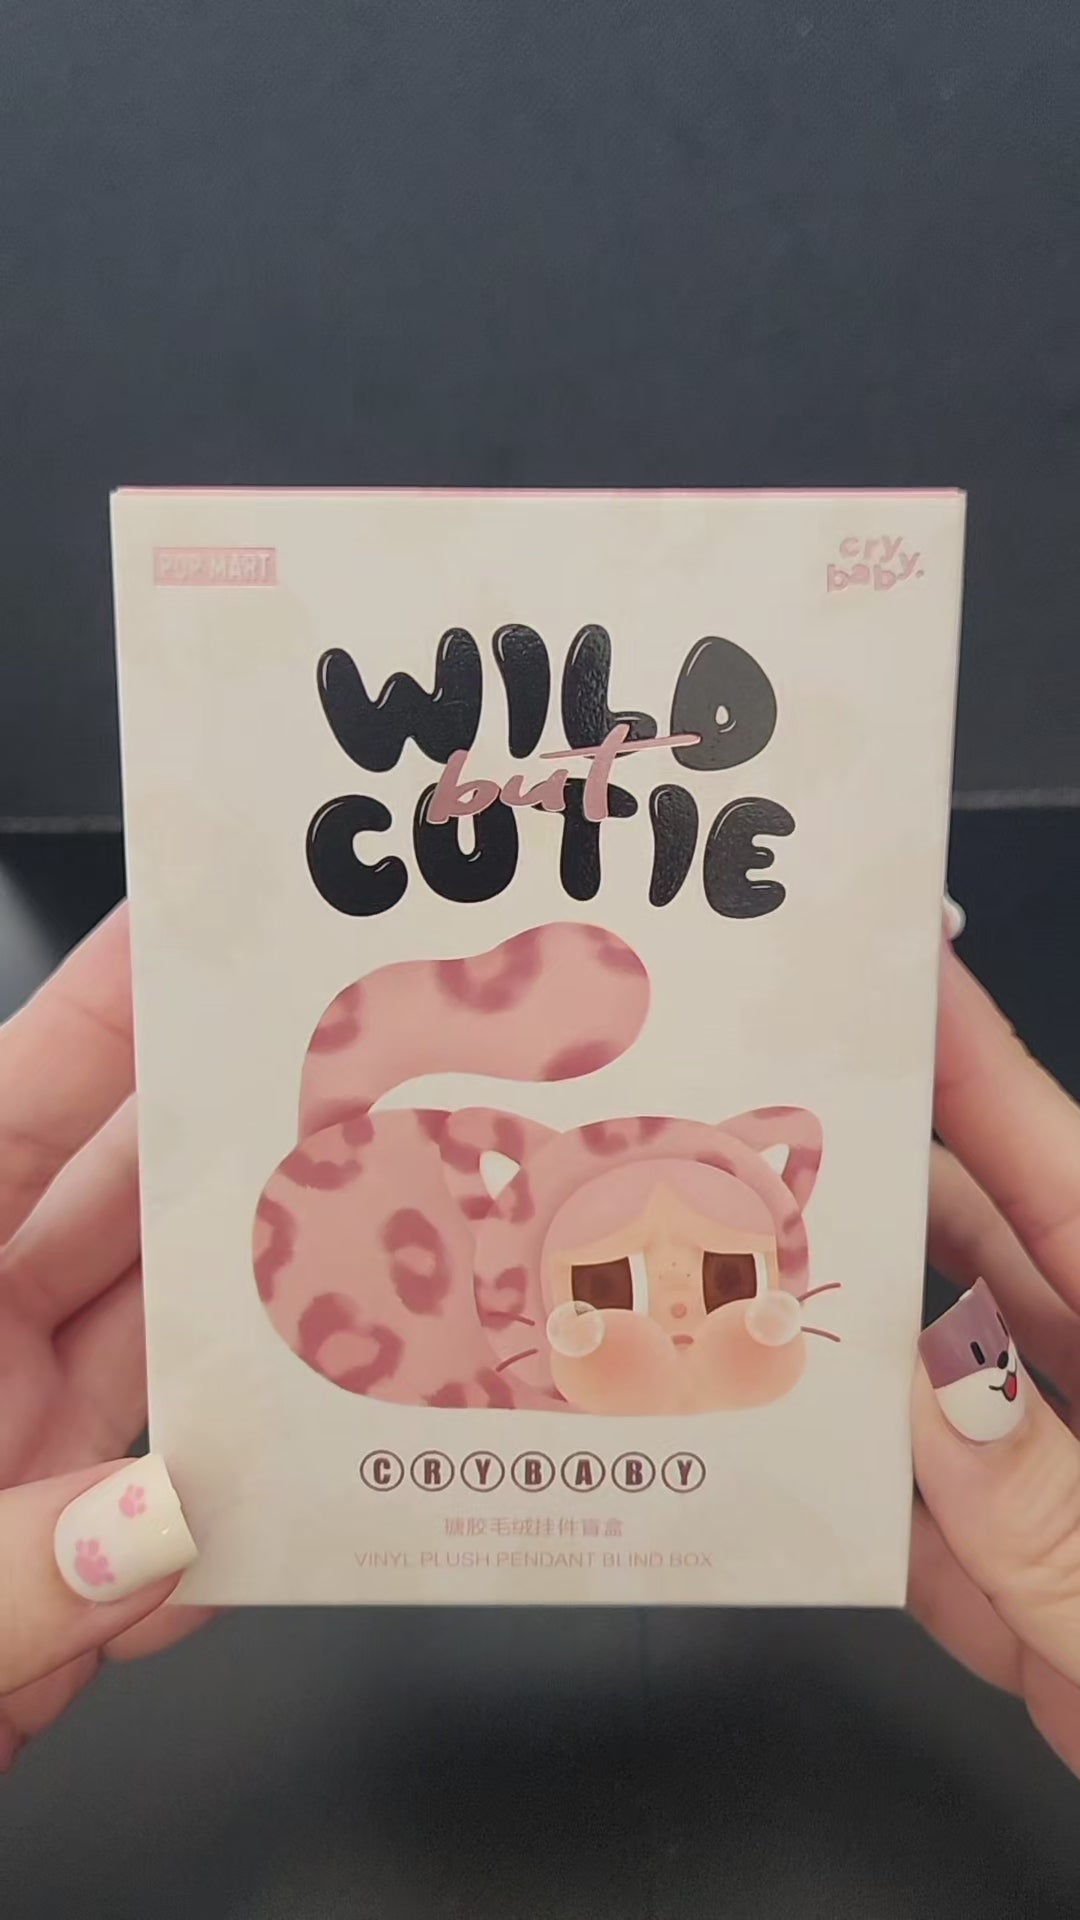 POP MART
cry
baby.
WILD
but
CUTIE
CRYBABY
搪胶毛绒挂件盲盒
VINYL PLUSH PENDANT BLIND BOX